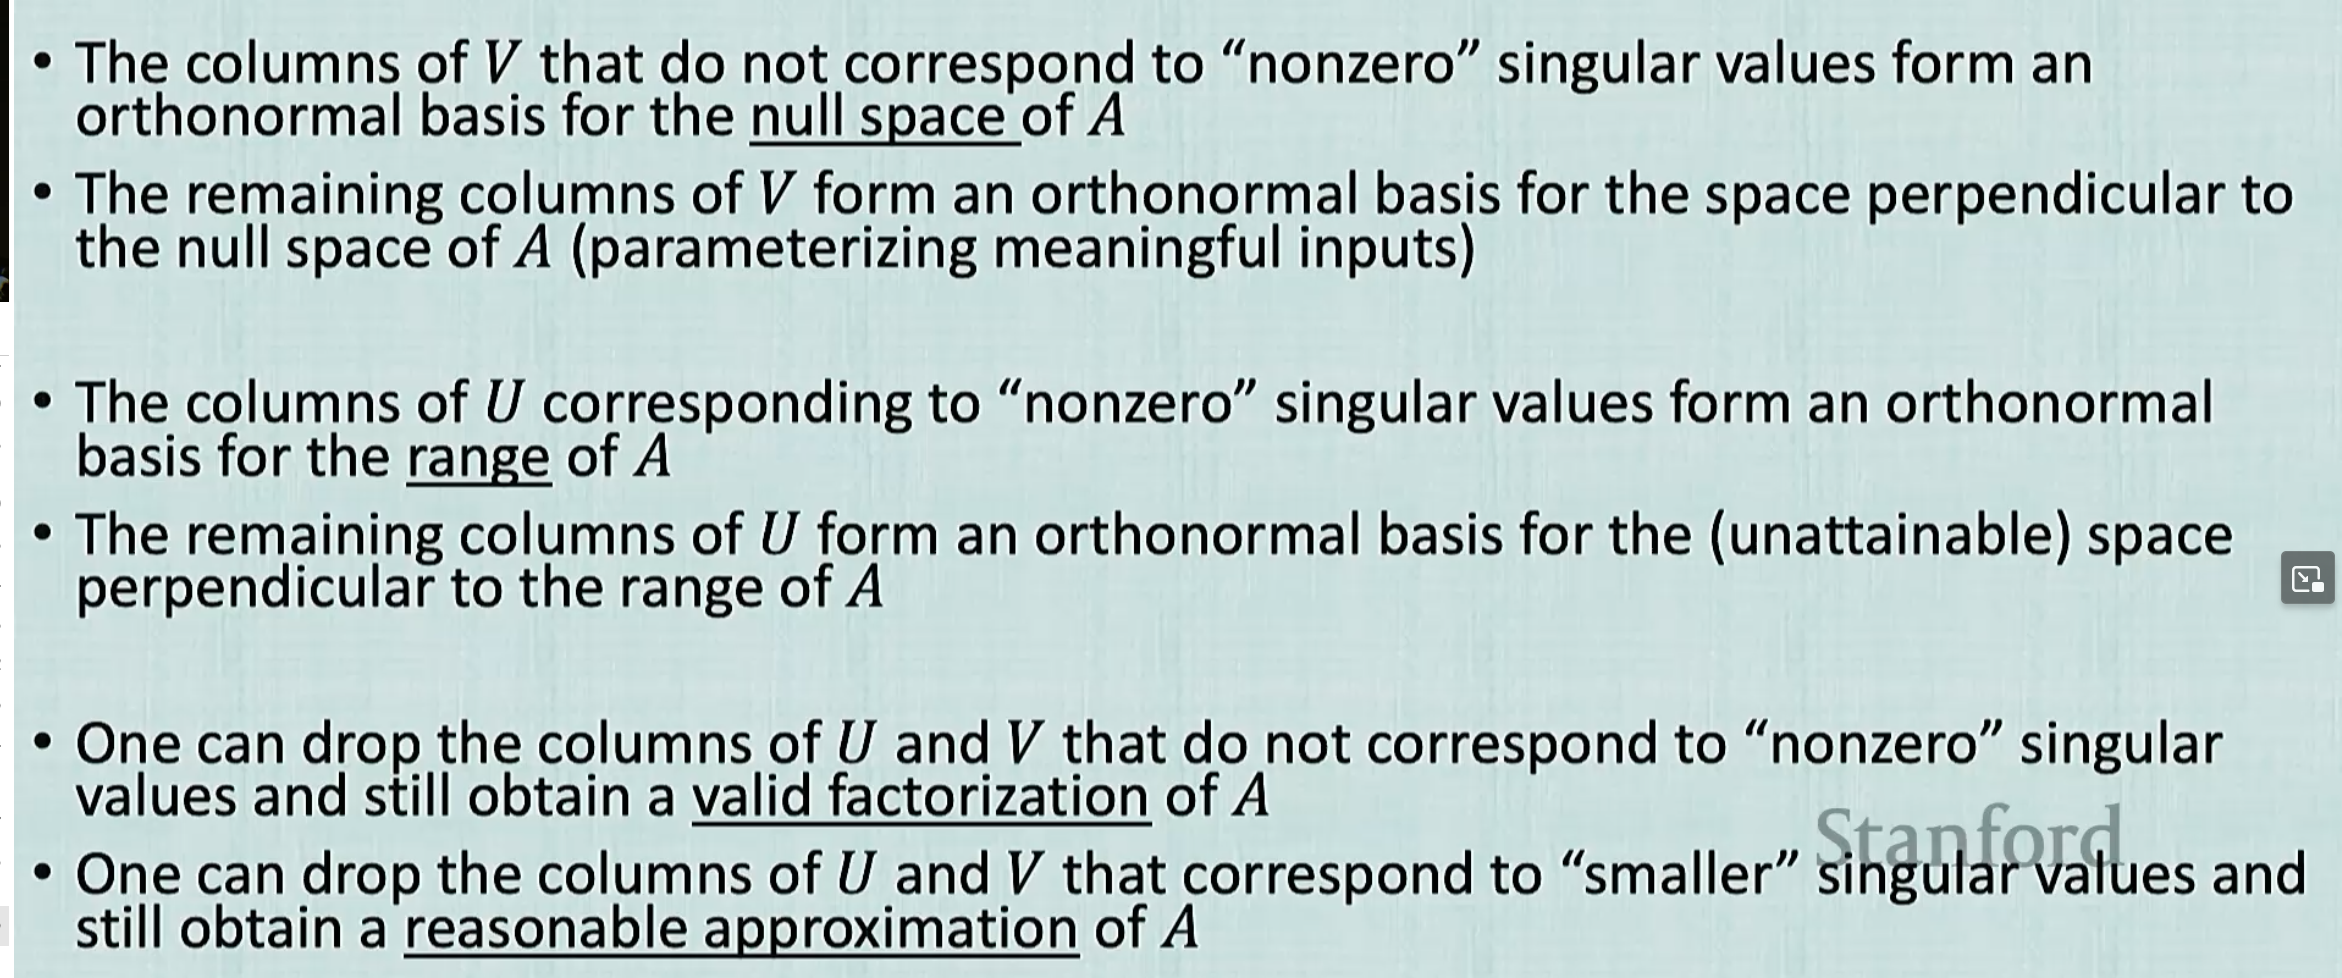 • The columns of V that do not correspond to “nonzero” singular values form an
orthonormal basis for the null space of A
• The remaining columns of V form an orthonormal basis for the space perpendicular to
the null space of A (parameterizing meaningful inputs)
• The columns of U corresponding to “nonzero” singular values form an orthonormal
basis for the range of A
• The remaining columns of U form an orthonormal basis for the (unattainable) space
perpendicular to the range of A
• One can drop the columns of U and V that do not correspond to “nonzero” singular
values and still obtain a valid factorization of A
Stanford
• One can drop the columns of U and V that correspond to “smaller” singular values and
still obtain a reasonable approximation of A